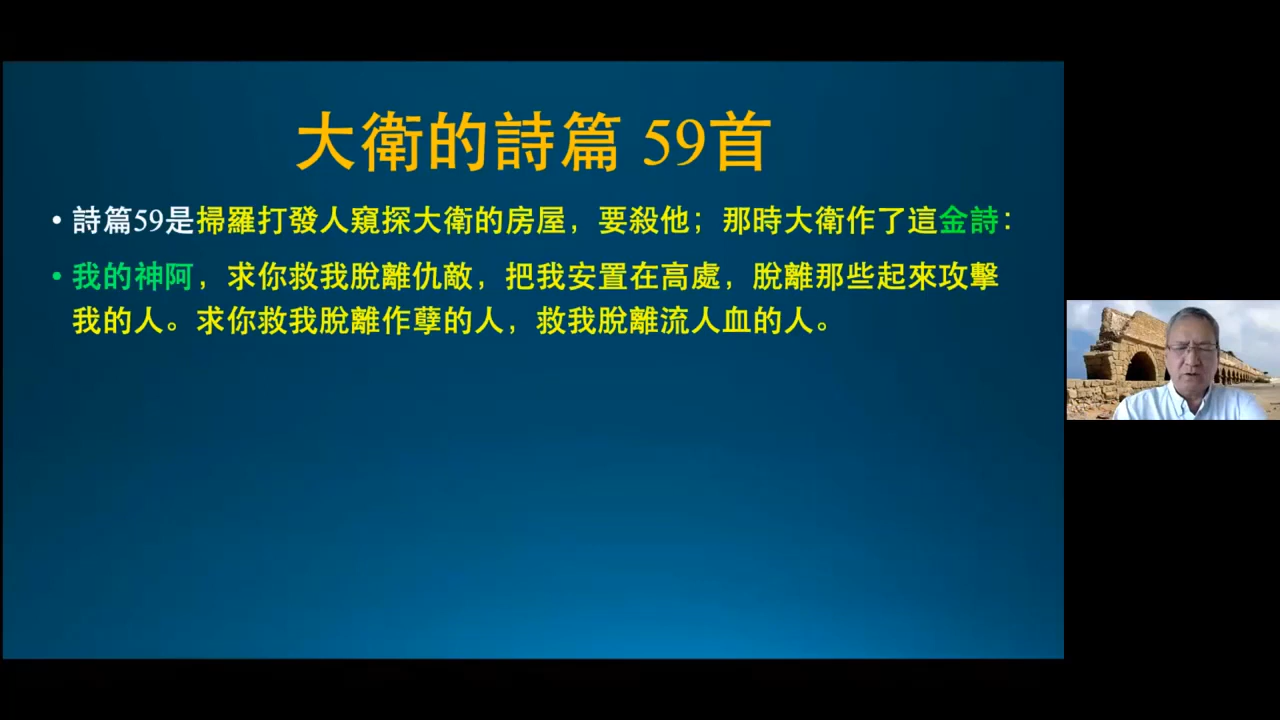 大衛的詩篇 59首
• 詩篇59是掃羅打發人窺探大衛的房屋，要殺他；那時大衛作了這金詩：
• 我的神阿，求你救我脫離仇敵，把我安置在高處，脫離那些起來攻擊
我的人。求你救我脫離作孽的人，救我脫離流人血的人。